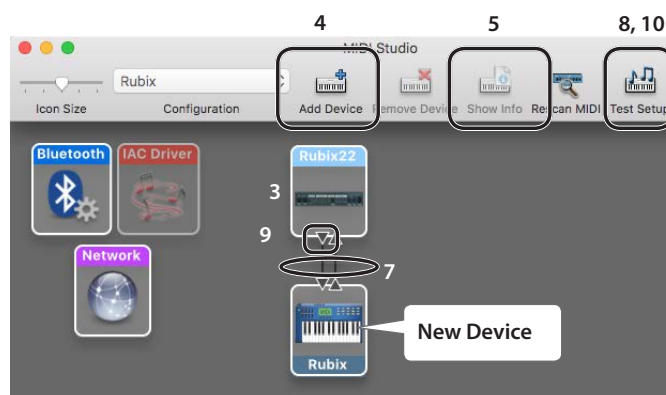 4 5 8, 10
MIDI Studio
Rubix
Icon Size Configuration Add Device Remove Device Show Info Rescan MIDI Test Setup
Bluetooth IAC Driver Rubix22
3
9
7
Network
New Device
Rubix